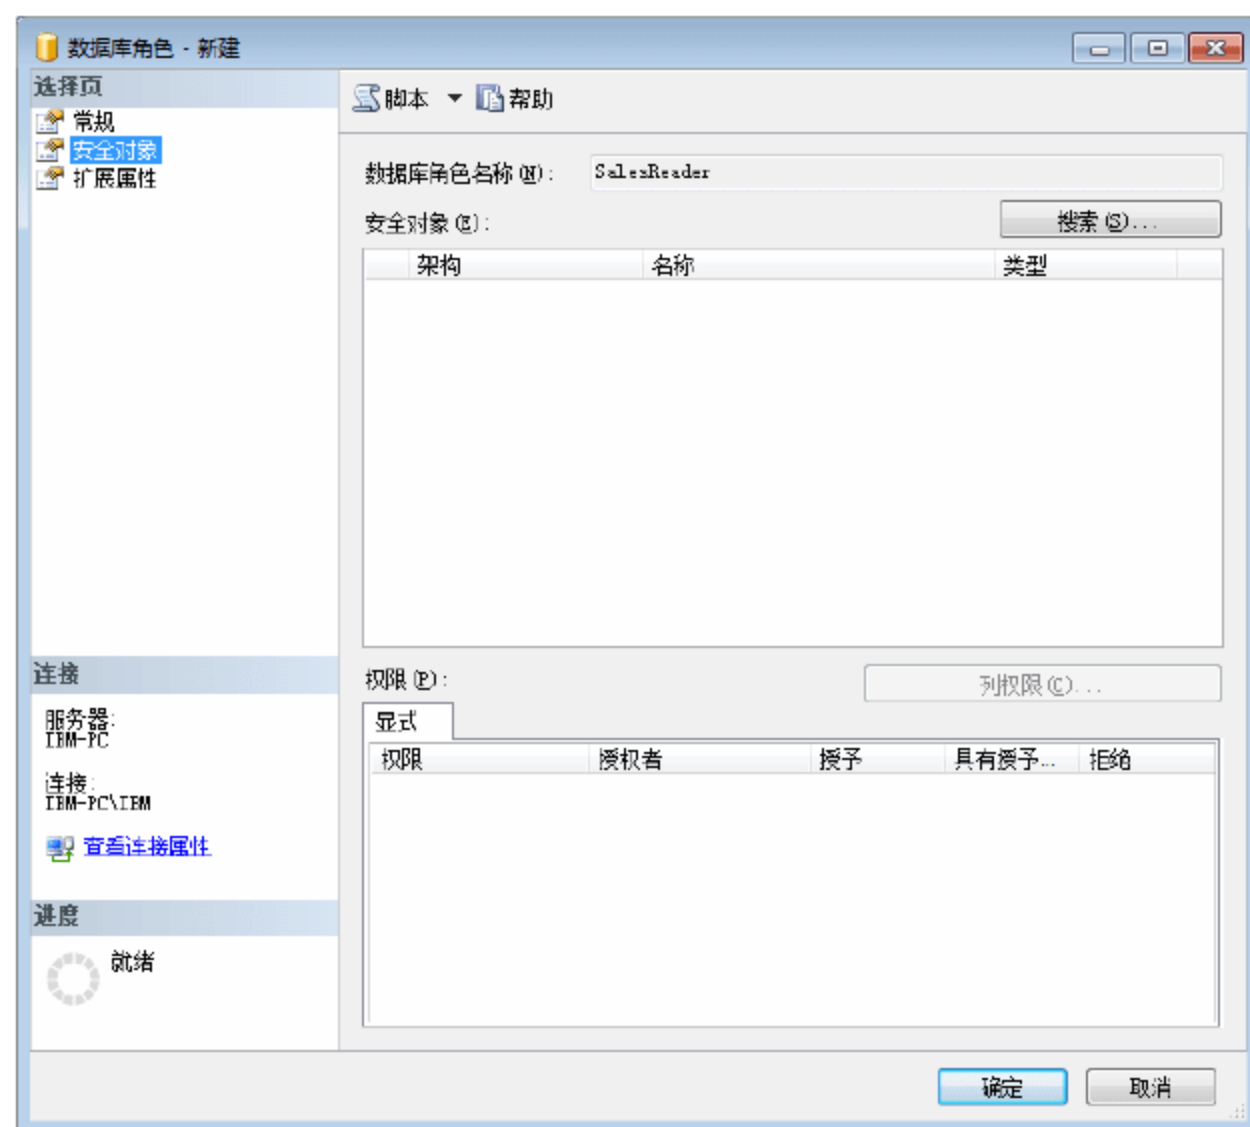 数据库角色 - 新建
选择页
常规
安全对象
扩展属性
脚本 帮助
数据库角色名称(N): SalesReader
安全对象(E): 搜索(S)...
架构 名称 类型
连接
服务器:
IBM-PC
连接:
IBM-PC\IBM
查看连接属性
进度
就绪
权限(P): 列权限(C)...
显式
权限 授权者 授予 具有授予... 拒绝
确定 取消